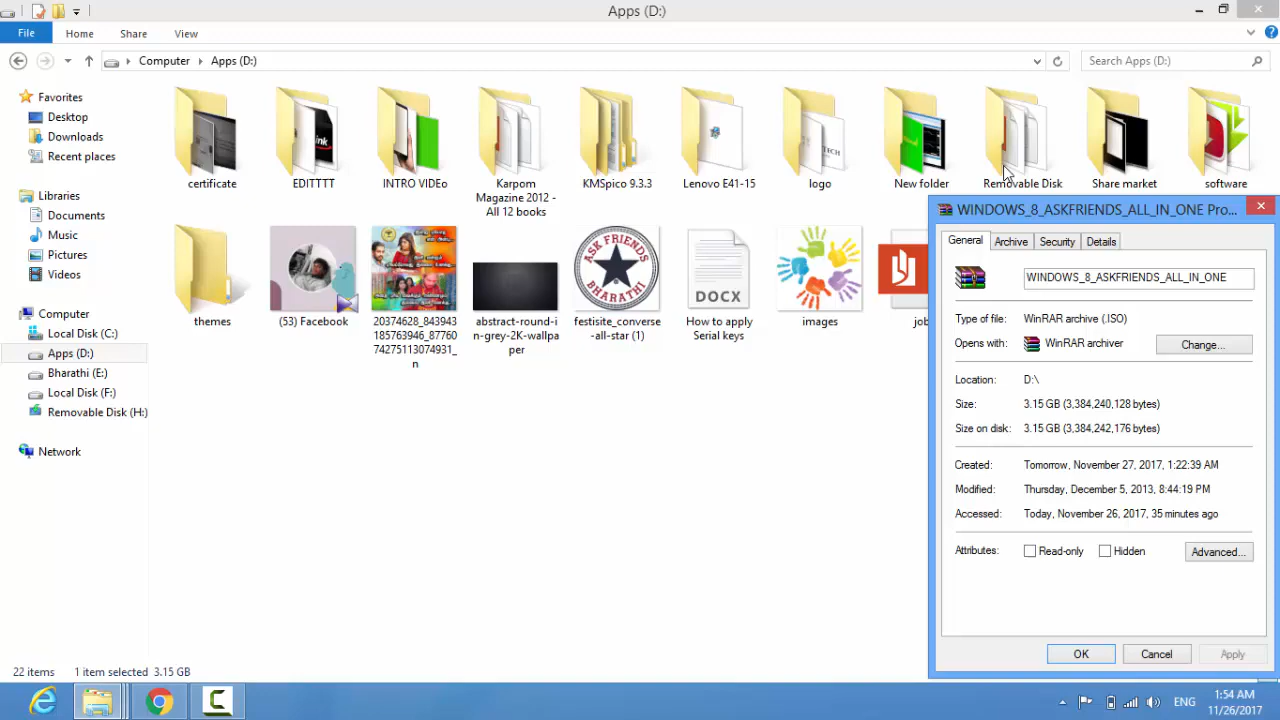 Apps (D:)
File
Home
Share
View
Computer
Apps (D:)
Search Apps (D:)
Favorites
Desktop
Downloads
Recent places
Libraries
Documents
Music
Pictures
Videos
Computer
Local Disk (C:)
Apps (D:)
Bharathi (E:)
Local Disk (F:)
Removable Disk (H:)
Network
certificate
EDITTTT
INTRO VIDEo
Karpom
Magazine 2012 -
All 12 books
KMSpico 9.3.3
Lenovo E41-15
logo
New folder
Removable Disk
Share market
software
themes
(53) Facebook
20374628_843943
185763946_87760
74275113074931_
n
abstract-round-i
n-grey-2K-wallpa
per
ASK FRIENDS
BHARATHI
festisite_converse
-all-star (1)
DOCX
How to apply
Serial keys
images
job
WINDOWS_8_ASKFRIENDS_ALL_IN_ONE Pro...
General
Archive
Security
Details
WINDOWS_8_ASKFRIENDS_ALL_IN_ONE
Type of file:
WinRAR archive (.ISO)
Opens with:
WinRAR archiver
Change...
Location:
D:\
Size:
3.15 GB (3,384,240,128 bytes)
Size on disk:
3.15 GB (3,384,242,176 bytes)
Created:
Tomorrow, November 27, 2017, 1:22:39 AM
Modified:
Thursday, December 5, 2013, 8:44:19 PM
Accessed:
Today, November 26, 2017, 35 minutes ago
Attributes:
Read-only
Hidden
Advanced...
OK
Cancel
Apply
22 items
1 item selected 3.15 GB
ENG
1:54 AM
11/26/2017